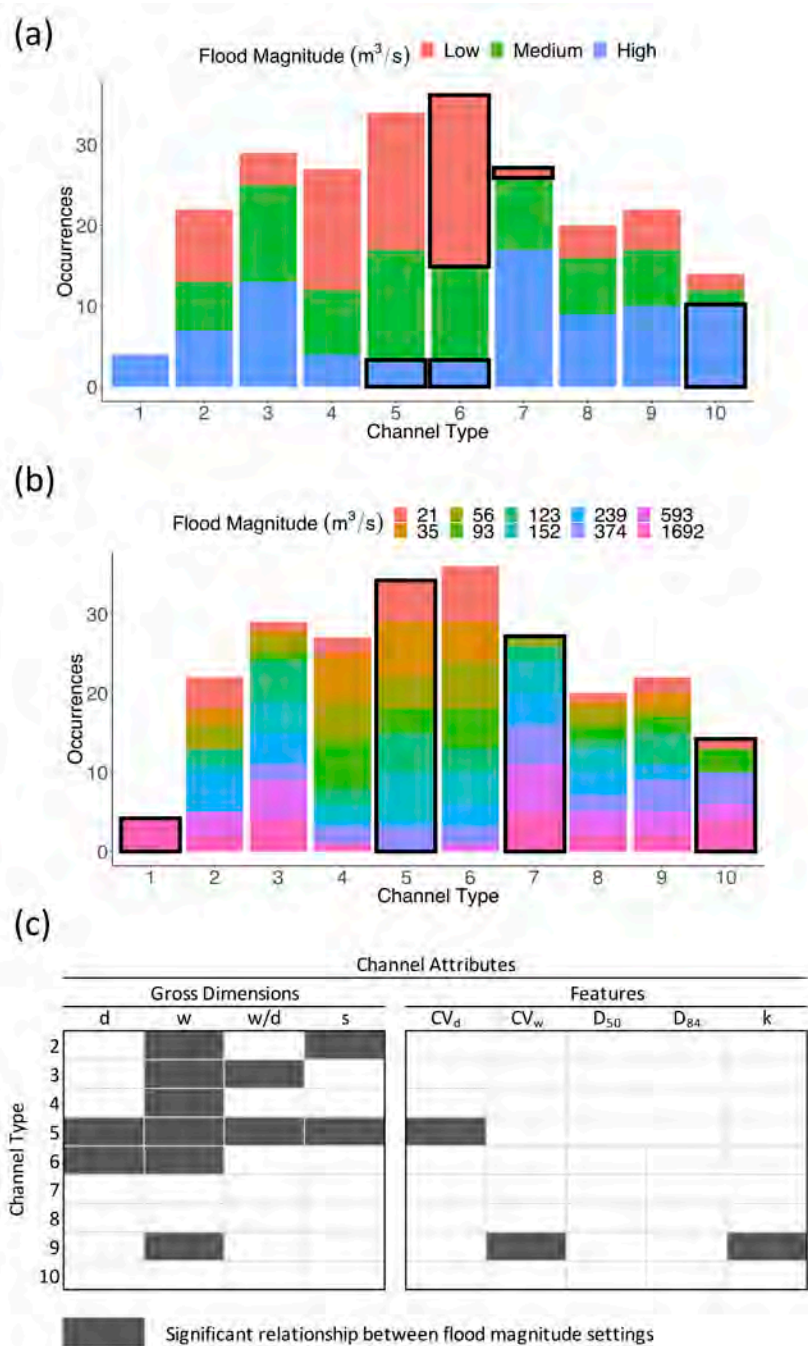 (a)
Flood Magnitude (m³/s) Low Medium High
Occurrences
30
20
10
0
1 2 3 4 5 6 7 8 9 10
Channel Type
(b)
Flood Magnitude (m³/s) 21 56 123 239 593
35 93 152 374 1692
Occurrences
30
20
10
0
1 2 3 4 5 6 7 8 9 10
Channel Type
(c)
Channel Attributes
Gross Dimensions Features
d w w/d s CV_d CV_w D₅₀ D₈₄ k
Channel Type
2
3
4
5
6
7
8
9
10
Significant relationship between flood magnitude settings